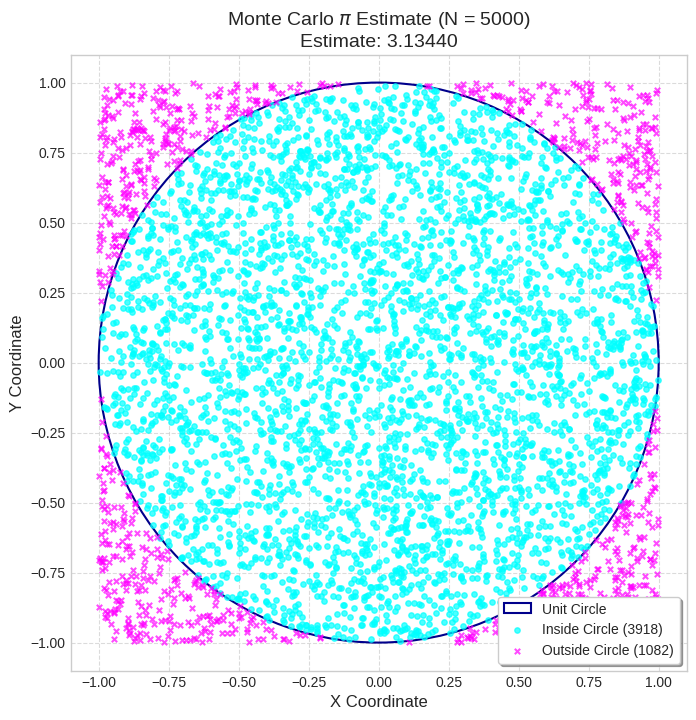 Monte Carlo π Estimate (N = 5000)
Estimate: 3.13440
Y Coordinate
1.00
0.75
0.50
0.25
0.00
−0.25
−0.50
−0.75
−1.00
Unit Circle
Inside Circle (3918)
Outside Circle (1082)
−1.00 −0.75 −0.50 −0.25 0.00 0.25 0.50 0.75 1.00
X Coordinate